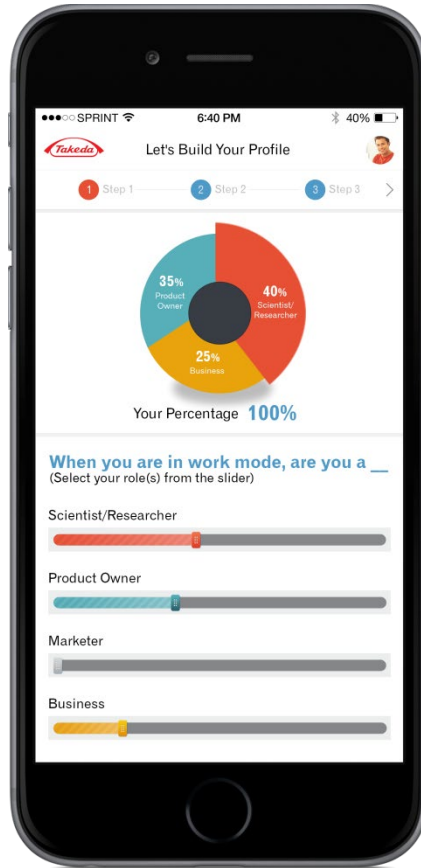 SPRINT 6:40 PM 40%
Takeda Let's Build Your Profile
1 Step 1 2 Step 2 3 Step 3
35%
Product
Owner
40%
Scientist/
Researcher
25%
Business
Your Percentage 100%
When you are in work mode, are you a __
(Select your role(s) from the slider)
Scientist/Researcher
Product Owner
Marketer
Business